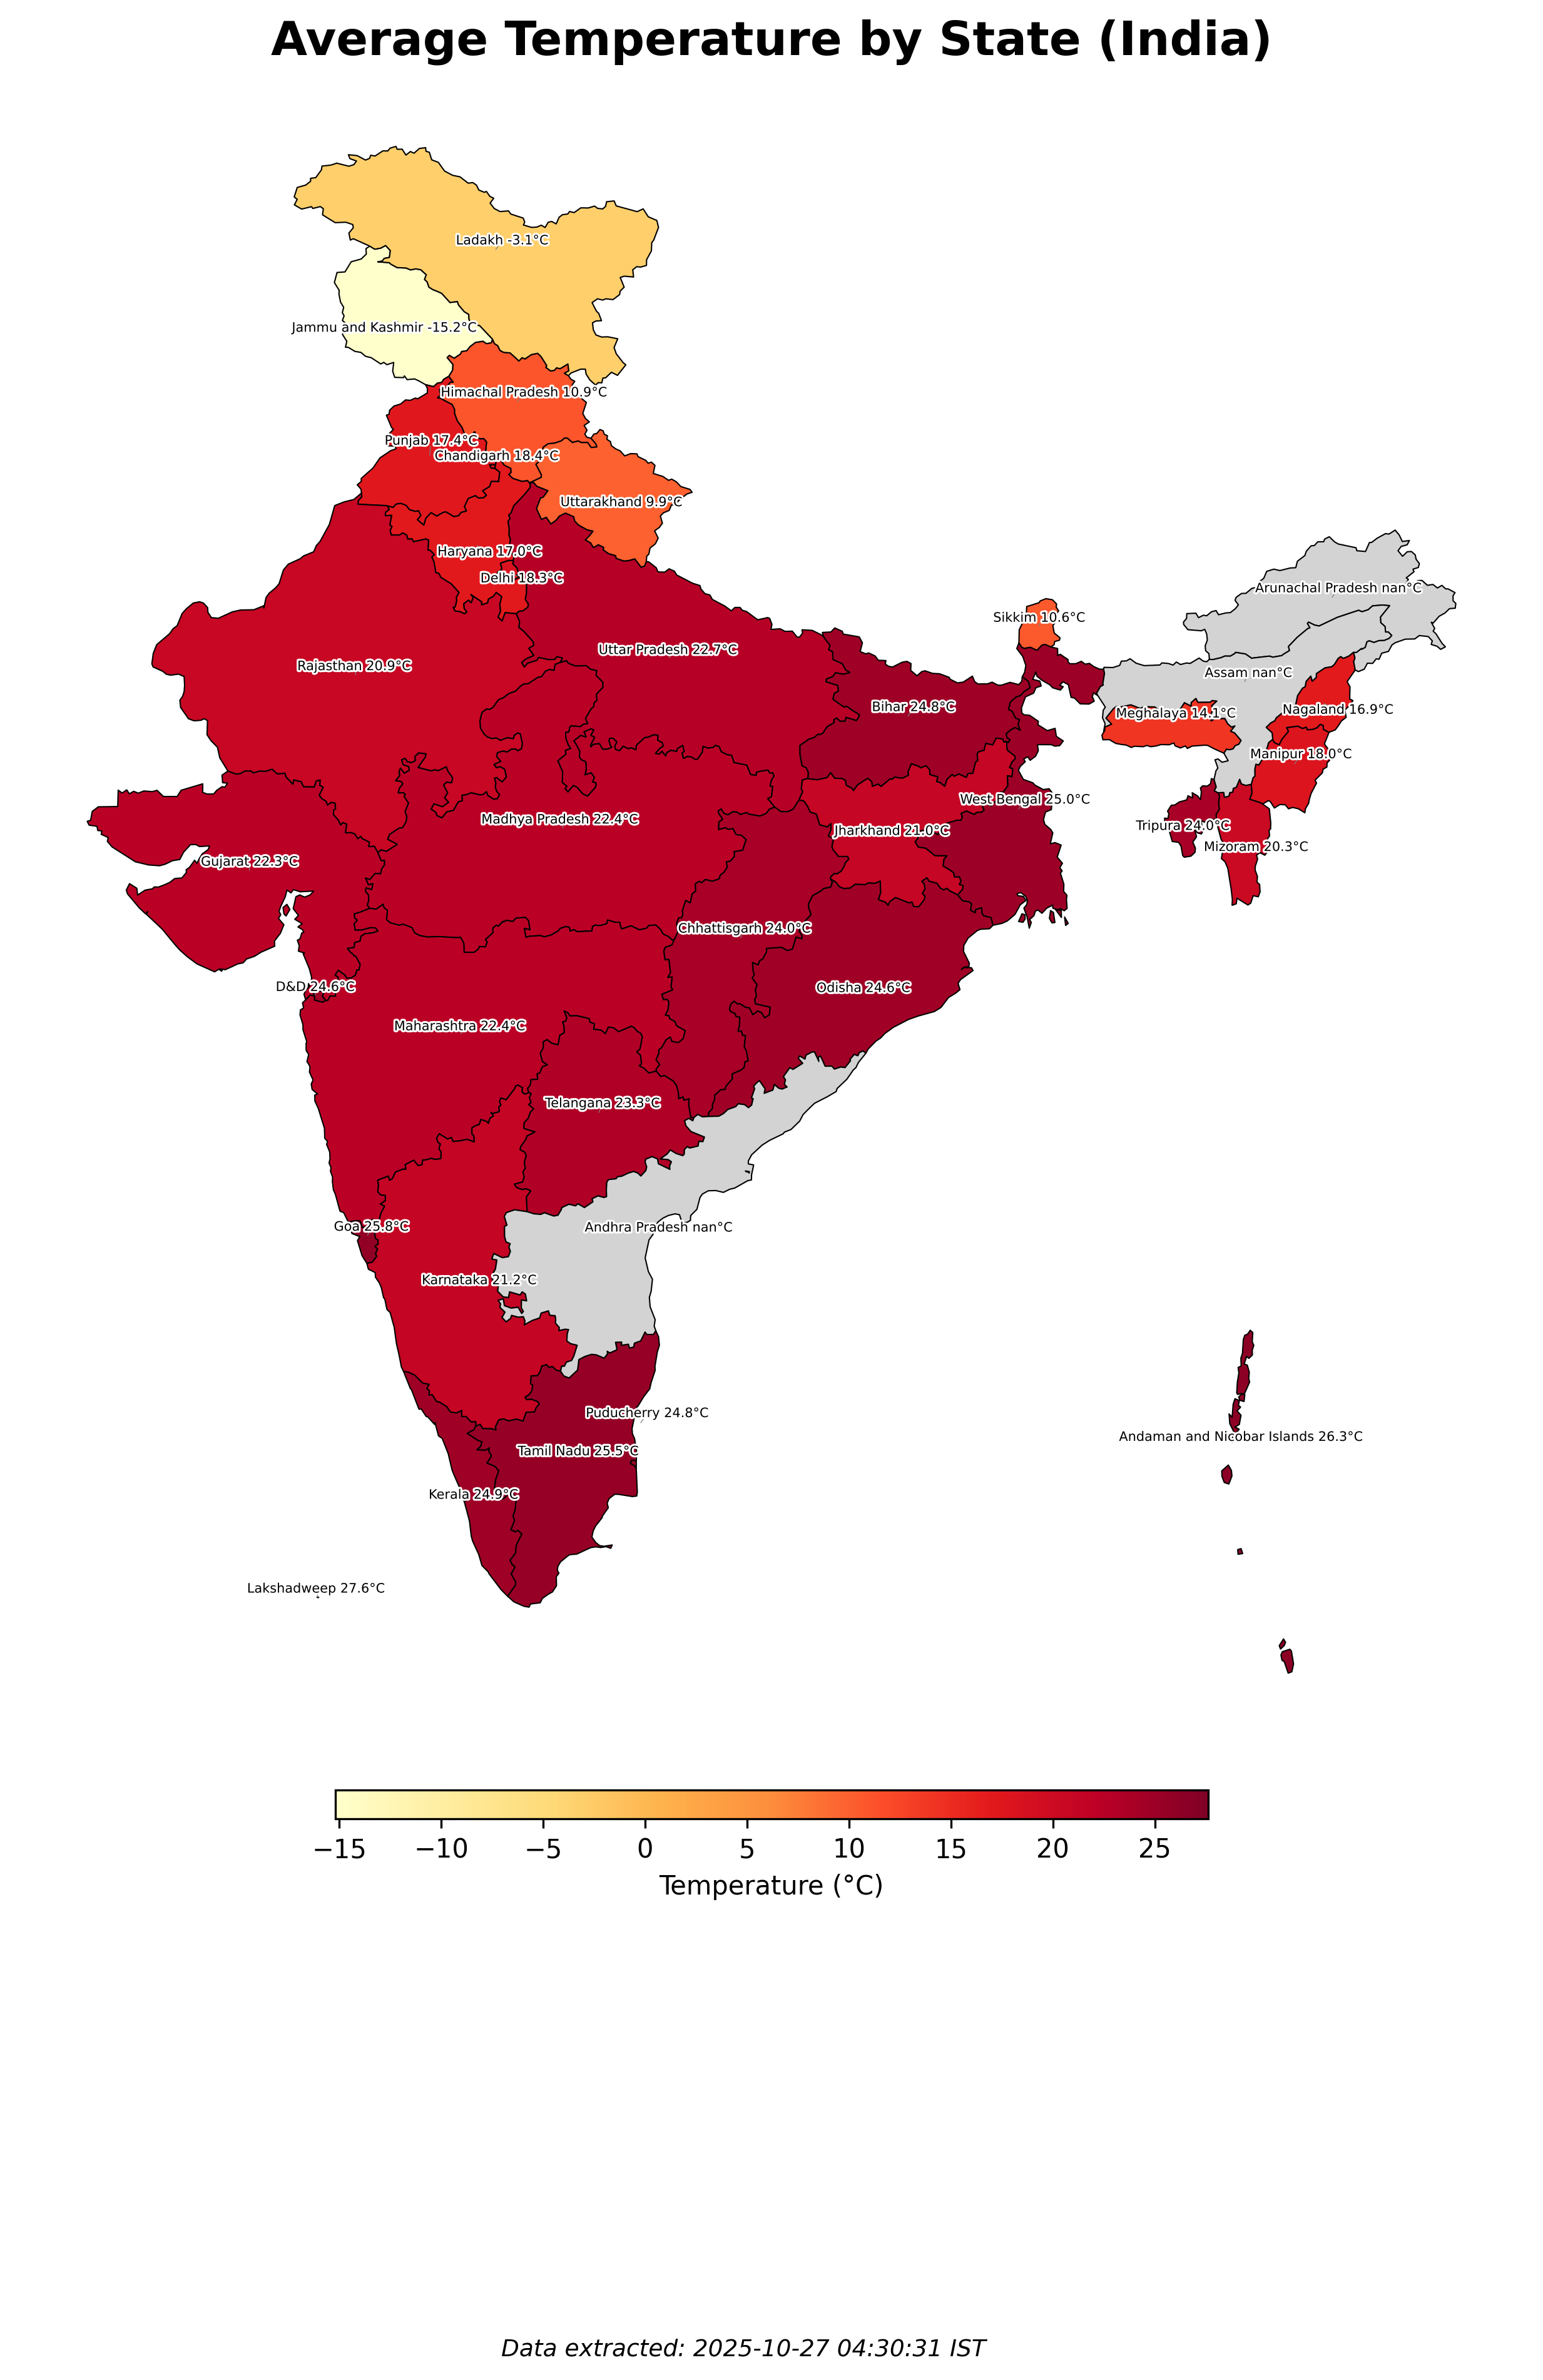 Average Temperature by State (India)
Ladakh -3.1°C
Jammu and Kashmir -15.2°C
Himachal Pradesh 10.9°C
Punjab 17.4°C
Chandigarh 18.4°C
Uttarakhand 9.9°C
Haryana 17.0°C
Delhi 18.3°C
Arunachal Pradesh nan°C
Sikkim 10.6°C
Uttar Pradesh 22.7°C
Rajasthan 20.9°C
Assam nan°C
Bihar 24.8°C
Nagaland 16.9°C
Meghalaya 14.1°C
Manipur 18.0°C
West Bengal 25.0°C
Madhya Pradesh 22.4°C
Tripura 24.0°C
Jharkhand 21.0°C
Mizoram 20.3°C
Gujarat 22.3°C
Chhattisgarh 24.0°C
D&D 24.6°C
Odisha 24.6°C
Maharashtra 22.4°C
Telangana 23.3°C
Goa 25.8°C
Andhra Pradesh nan°C
Karnataka 21.2°C
Puducherry 24.8°C
Andaman and Nicobar Islands 26.3°C
Tamil Nadu 25.5°C
Kerala 24.9°C
Lakshadweep 27.6°C
−15 −10 −5 0 5 10 15 20 25
Temperature (°C)
Data extracted: 2025-10-27 04:30:31 IST